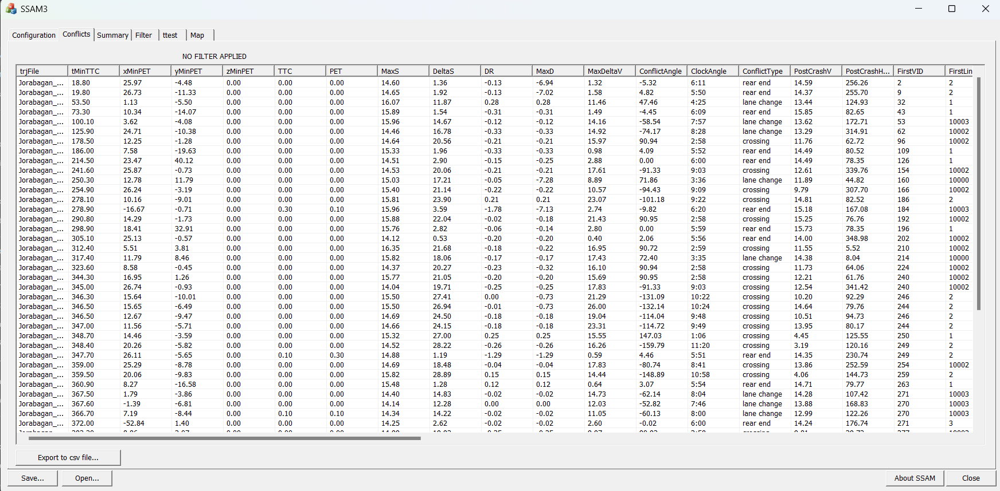 SSAM3
Configuration Conflicts Summary Filter ttest Map
NO FILTER APPLIED
trjFile tMinTTC xMinPET yMinPET zMinPET TTC PET MaxS DeltaS DR MaxD MaxDeltaV ConflictAngle ClockAngle ConflictType PostCrashV PostCrashH... FirstVID FirstLin
Jorabagan_... 18.80 25.97 -4.48 0.00 0.00 0.00 14.60 1.36 -0.13 -6.94 1.32 -5.32 6:11 rear end 14.59 256.26 2 2
Jorabagan_... 19.80 26.73 -11.33 0.00 0.00 0.00 14.65 1.92 -0.13 -7.02 1.58 4.82 5:50 rear end 14.37 255.70 9 2
Jorabagan_... 53.50 1.13 -5.50 0.00 0.00 0.00 16.07 11.87 0.28 0.28 11.46 47.46 4:25 lane change 13.44 124.93 32 1
Jorabagan_... 73.30 10.34 -14.07 0.00 0.00 0.00 15.89 1.54 -0.31 -0.31 1.49 -4.45 6:09 rear end 15.85 82.65 43 1
Jorabagan_... 100.10 3.62 -4.08 0.00 0.00 0.00 15.96 14.67 -0.12 -0.12 14.16 -58.54 7:57 lane change 13.62 172.71 53 10003
Jorabagan_... 125.90 24.71 -10.38 0.00 0.00 0.00 14.46 16.78 -0.33 -0.33 14.92 -74.17 8:28 lane change 13.29 314.91 62 10002
Jorabagan_... 178.50 12.25 -1.28 0.00 0.00 0.00 14.64 20.56 -0.21 -0.21 15.97 90.94 2:58 crossing 11.76 62.72 96 10002
Jorabagan_... 186.00 7.58 -19.63 0.00 0.00 0.00 15.33 1.96 -0.33 -0.33 0.98 4.09 5:52 rear end 14.49 80.52 109 1
Jorabagan_... 214.50 23.47 40.12 0.00 0.00 0.00 14.51 2.90 -0.15 -0.25 2.88 0.00 6:00 rear end 14.49 78.35 126 1
Jorabagan_... 241.60 25.87 -0.73 0.00 0.00 0.00 14.53 20.06 -0.21 -0.21 17.61 -91.33 9:03 crossing 12.61 339.76 154 10002
Jorabagan_... 250.30 12.78 11.79 0.00 0.00 0.00 15.03 17.21 -0.05 -7.28 8.89 71.86 3:36 lane change 11.89 44.82 160 10000
Jorabagan_... 254.90 26.24 -3.19 0.00 0.00 0.00 15.40 21.14 -0.22 -0.22 10.57 -94.43 9:09 crossing 9.79 307.70 166 10002
Jorabagan_... 278.10 10.16 -9.01 0.00 0.00 0.00 15.81 23.90 0.21 0.21 23.07 -101.18 9:22 crossing 14.81 82.52 186 2
Jorabagan_... 278.90 -16.67 -0.71 0.00 0.30 0.10 15.96 3.59 -1.78 -7.13 2.74 -9.82 6:20 rear end 15.18 167.08 184 10003
Jorabagan_... 290.80 14.29 -1.73 0.00 0.00 0.00 15.88 22.04 -0.02 -0.18 21.43 90.95 2:58 crossing 15.25 76.76 192 10002
Jorabagan_... 298.90 18.41 32.91 0.00 0.00 0.00 15.76 2.82 -0.06 -0.14 2.80 0.00 5:59 rear end 15.73 78.35 196 1
Jorabagan_... 305.10 25.13 -0.57 0.00 0.00 0.00 14.12 0.53 -0.20 -0.20 0.40 2.06 5:56 rear end 14.00 348.98 202 10002
Jorabagan_... 312.40 5.51 3.81 0.00 0.00 0.00 16.35 21.68 -0.18 -0.22 16.95 90.72 2:59 crossing 11.55 5.52 210 10002
Jorabagan_... 317.40 11.79 8.46 0.00 0.00 0.00 15.82 18.06 -0.17 -0.17 17.43 72.40 3:35 lane change 14.38 8.04 214 10000
Jorabagan_... 323.60 8.58 -0.45 0.00 0.00 0.00 14.37 20.27 -0.23 -0.32 16.10 90.94 2:58 crossing 11.73 64.06 224 10002
Jorabagan_... 344.30 16.95 1.26 0.00 0.00 0.00 15.77 21.05 -0.20 -0.20 15.69 90.95 2:58 crossing 12.21 61.76 240 10002
Jorabagan_... 345.00 26.74 -0.93 0.00 0.00 0.00 14.04 19.71 -0.25 -0.25 17.83 -91.33 9:03 crossing 12.54 341.42 240 10002
Jorabagan_... 346.30 15.64 -10.01 0.00 0.00 0.00 15.50 27.41 0.00 -0.73 21.29 -131.09 10:22 crossing 10.20 92.29 246 2
Jorabagan_... 346.50 15.65 -6.49 0.00 0.00 0.00 15.50 26.94 -0.01 -0.73 26.00 -132.14 10:24 crossing 14.64 79.76 244 2
Jorabagan_... 346.50 12.67 -9.47 0.00 0.00 0.00 14.69 24.50 -0.18 -0.18 19.04 -114.04 9:48 crossing 10.51 94.73 246 2
Jorabagan_... 347.00 11.56 -5.71 0.00 0.00 0.00 14.66 24.15 -0.18 -0.18 23.31 -114.72 9:49 crossing 13.95 80.17 244 2
Jorabagan_... 348.70 14.46 -3.59 0.00 0.00 0.00 15.32 27.00 0.25 0.25 15.55 147.03 1:06 crossing 4.45 125.55 250 1
Jorabagan_... 348.40 20.26 -5.82 0.00 0.00 0.00 14.52 28.22 -0.26 -0.26 16.26 -159.79 11:20 crossing 3.19 120.16 249 2
Jorabagan_... 347.70 26.11 -5.65 0.00 0.10 0.30 14.88 1.19 -1.29 -1.29 0.59 4.46 5:51 rear end 14.35 230.74 249 2
Jorabagan_... 359.00 25.29 -8.78 0.00 0.00 0.00 14.69 18.48 -0.04 -0.04 17.83 -80.74 8:41 crossing 13.86 252.59 254 10002
Jorabagan_... 359.50 20.06 -9.83 0.00 0.00 0.00 15.82 28.89 0.15 0.15 14.44 -148.89 10:58 crossing 4.06 144.73 259 2
Jorabagan_... 360.90 8.27 -16.58 0.00 0.00 0.00 15.48 1.28 0.12 0.12 0.64 3.07 5:54 rear end 14.71 79.77 263 1
Jorabagan_... 367.50 1.79 -3.86 0.00 0.00 0.00 14.40 14.83 -0.02 -0.02 14.73 -62.14 8:04 lane change 14.28 107.42 271 10003
Jorabagan_... 367.60 -1.39 -6.81 0.00 0.00 0.00 14.14 12.28 0.00 0.00 12.03 -52.82 7:46 lane change 13.88 168.83 270 10003
Jorabagan_... 366.70 7.19 -8.44 0.00 0.10 0.10 14.34 14.22 -0.02 -0.02 11.05 -60.13 8:00 lane change 12.99 122.26 270 10003
Jorabagan_... 372.00 -52.84 1.40 0.00 0.00 0.00 14.25 2.62 -0.02 -0.02 2.60 -0.02 6:00 rear end 14.24 176.74 271 3
Export to csv file...
Save... Open... About SSAM Close